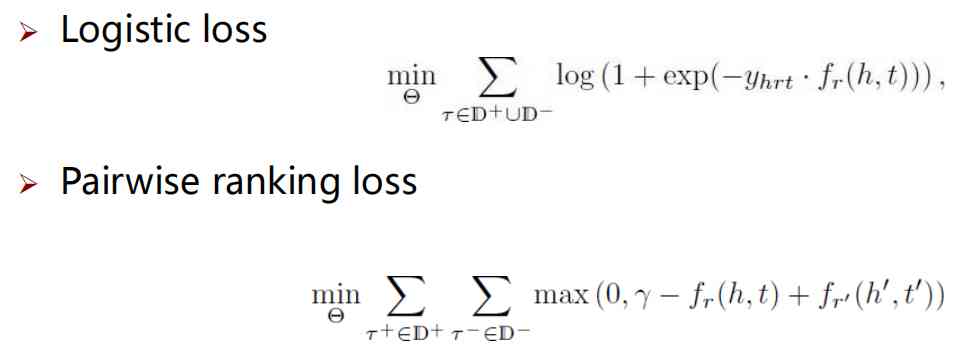 ➢ Logistic loss
min_Θ ∑_{τ∈𝔻⁺∪𝔻⁻} log (1 + exp(−y_{hrt} · f_r(h, t))) ,
➢ Pairwise ranking loss
min_Θ ∑_{τ⁺∈𝔻⁺} ∑_{τ⁻∈𝔻⁻} max (0, γ − f_r(h, t) + f_{r′}(h′, t′))